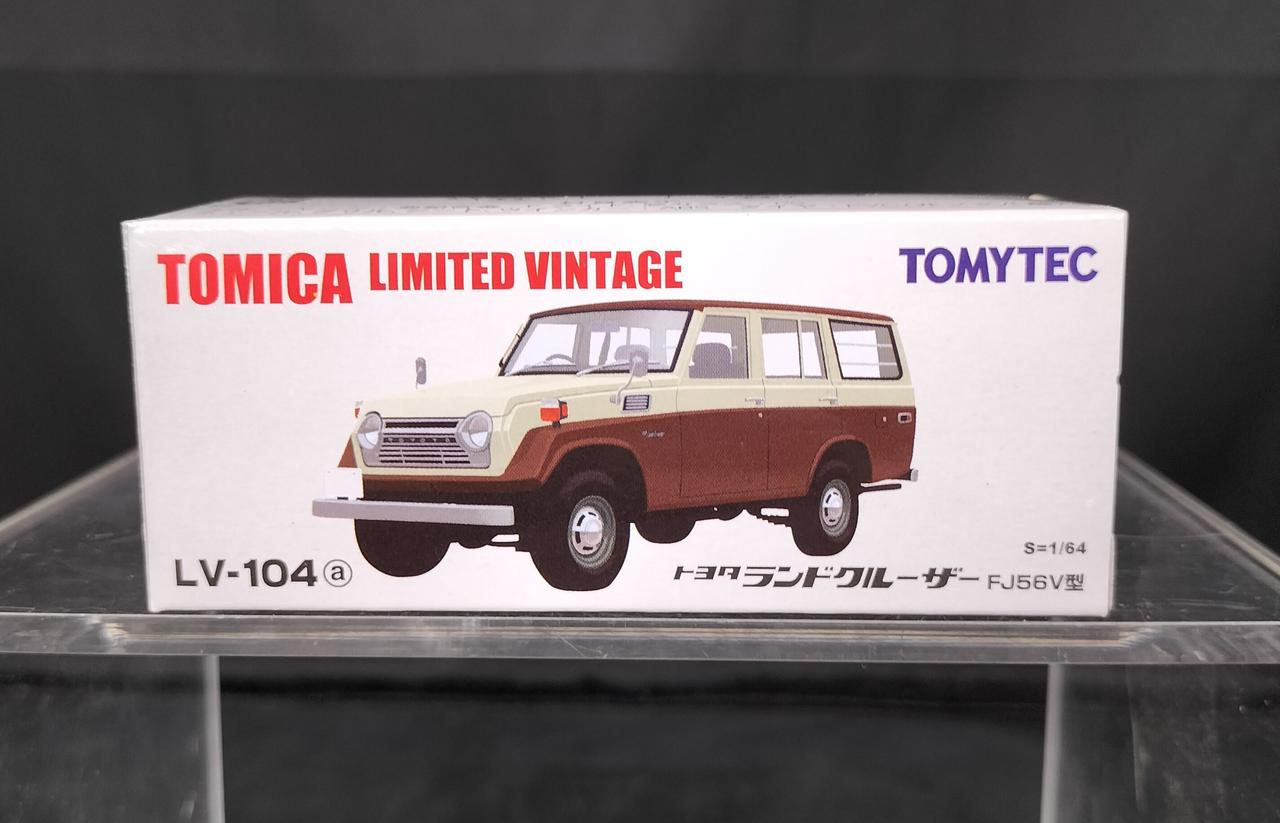 TOMICA LIMITED VINTAGE
TOMYTEC
TOYOTA
S=1/64
LV-104ⓐ
トヨタ ランドクルーザー FJ56V型